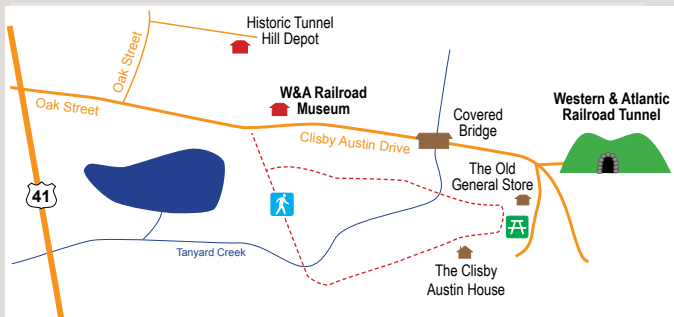 Historic Tunnel
Hill Depot
Oak Street
W&A Railroad
Museum
Oak Street
Clisby Austin Drive
Covered
Bridge
Western & Atlantic
Railroad Tunnel
The Old
General Store
41
Tanyard Creek
The Clisby
Austin House